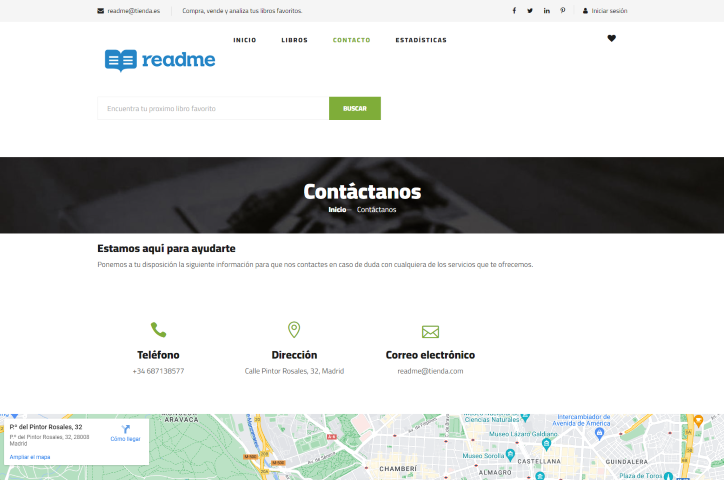 readme@tienda.es
Compra, vende y analiza tus libros favoritos.
Iniciar sesión
INICIO
LIBROS
CONTACTO
ESTADÍSTICAS
readme
Encuentra tu proximo libro favorito
BUSCAR
Contáctanos
Inicio
Contáctanos
Estamos aqui para ayudarte
Ponemos a tu disposición la siguiente información para que nos contactes en caso de duda con cualquiera de los servicios que te ofrecemos.
Teléfono
Dirección
Correo electrónico
+34 687138577
Calle Pintor Rosales, 32, Madrid
readme@tienda.com
P.º del Pintor Rosales, 32
P.º del Pintor Rosales, 32, 28008
Madrid
Cómo llegar
Ampliar el mapa
ARAVACA
Ciencias Naturales
Intercambiador de
Avenida de América
Museo Lázaro Galdiano
Museo Sorolla
CHAMBERÍ
CASTELLANA
GUINDALERA
ALMAGRO
Plaza de Toros